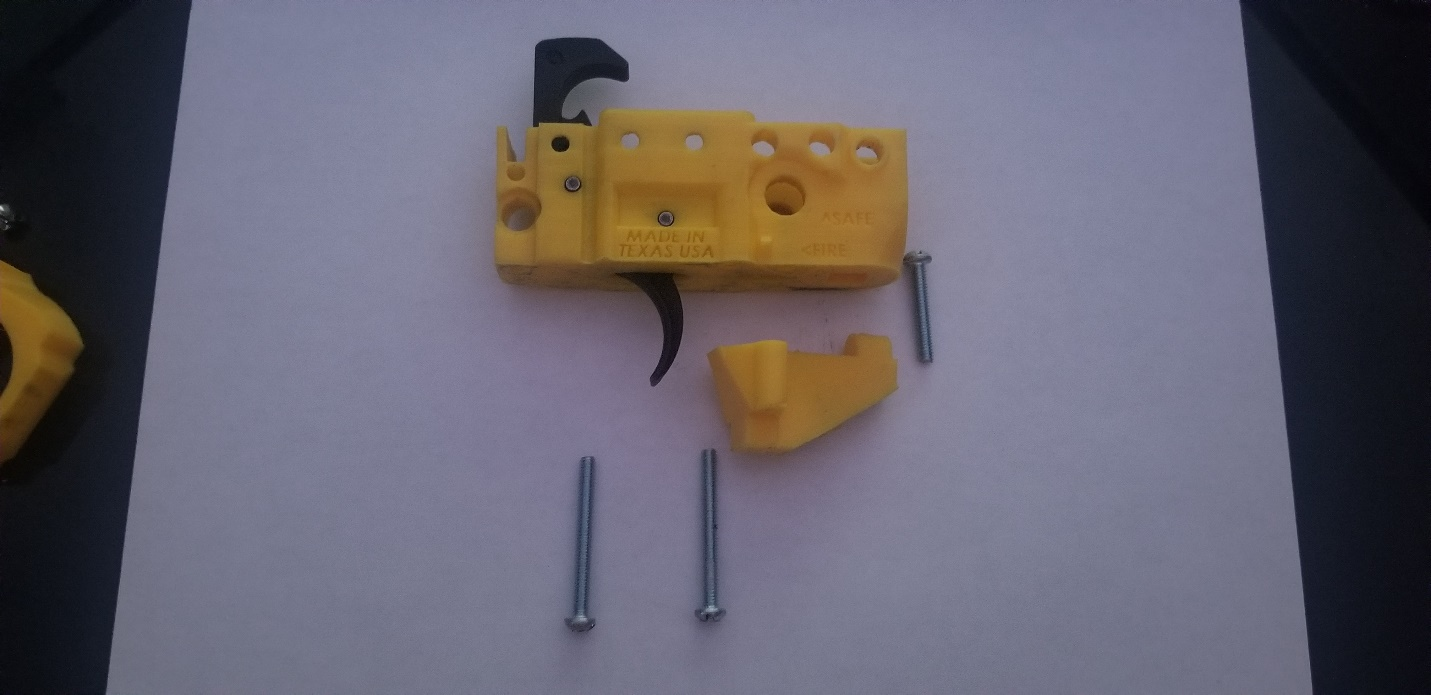 MADE IN
TEXAS USA
^SAFE
<FIRE